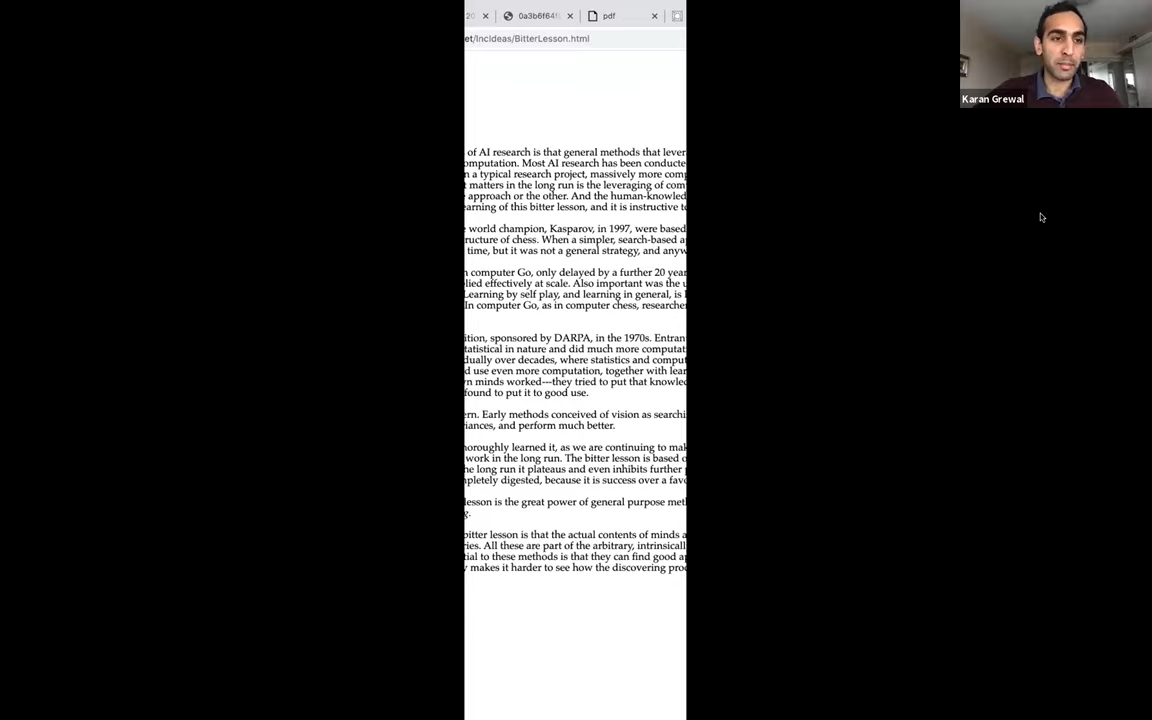 20
0a3b6f64f
pdf
et/IncIdeas/BitterLesson.html
Karan Grewal
of AI research is that general methods that lever
omputation. Most AI research has been conducte
n a typical research project, massively more comp
t matters in the long run is the leveraging of com
e approach or the other. And the human-knowled
earning of this bitter lesson, and it is instructive to
e world champion, Kasparov, in 1997, were based
ructure of chess. When a simpler, search-based a
time, but it was not a general strategy, and anyw
n computer Go, only delayed by a further 20 year
lied effectively at scale. Also important was the u
Learning by self play, and learning in general, is l
In computer Go, as in computer chess, researche
ition, sponsored by DARPA, in the 1970s. Entran
tatistical in nature and did much more computat
dually over decades, where statistics and comput
d use even more computation, together with lear
n minds worked---they tried to put that knowled
found to put it to good use.
ern. Early methods conceived of vision as searchi
riances, and perform much better.
horoughly learned it, as we are continuing to mak
work in the long run. The bitter lesson is based o
he long run it plateaus and even inhibits further
mpletely digested, because it is success over a favo
lesson is the great power of general purpose met
g.
bitter lesson is that the actual contents of minds a
ries. All these are part of the arbitrary, intrinsicall
tial to these methods is that they can find good a
y makes it harder to see how the discovering proc